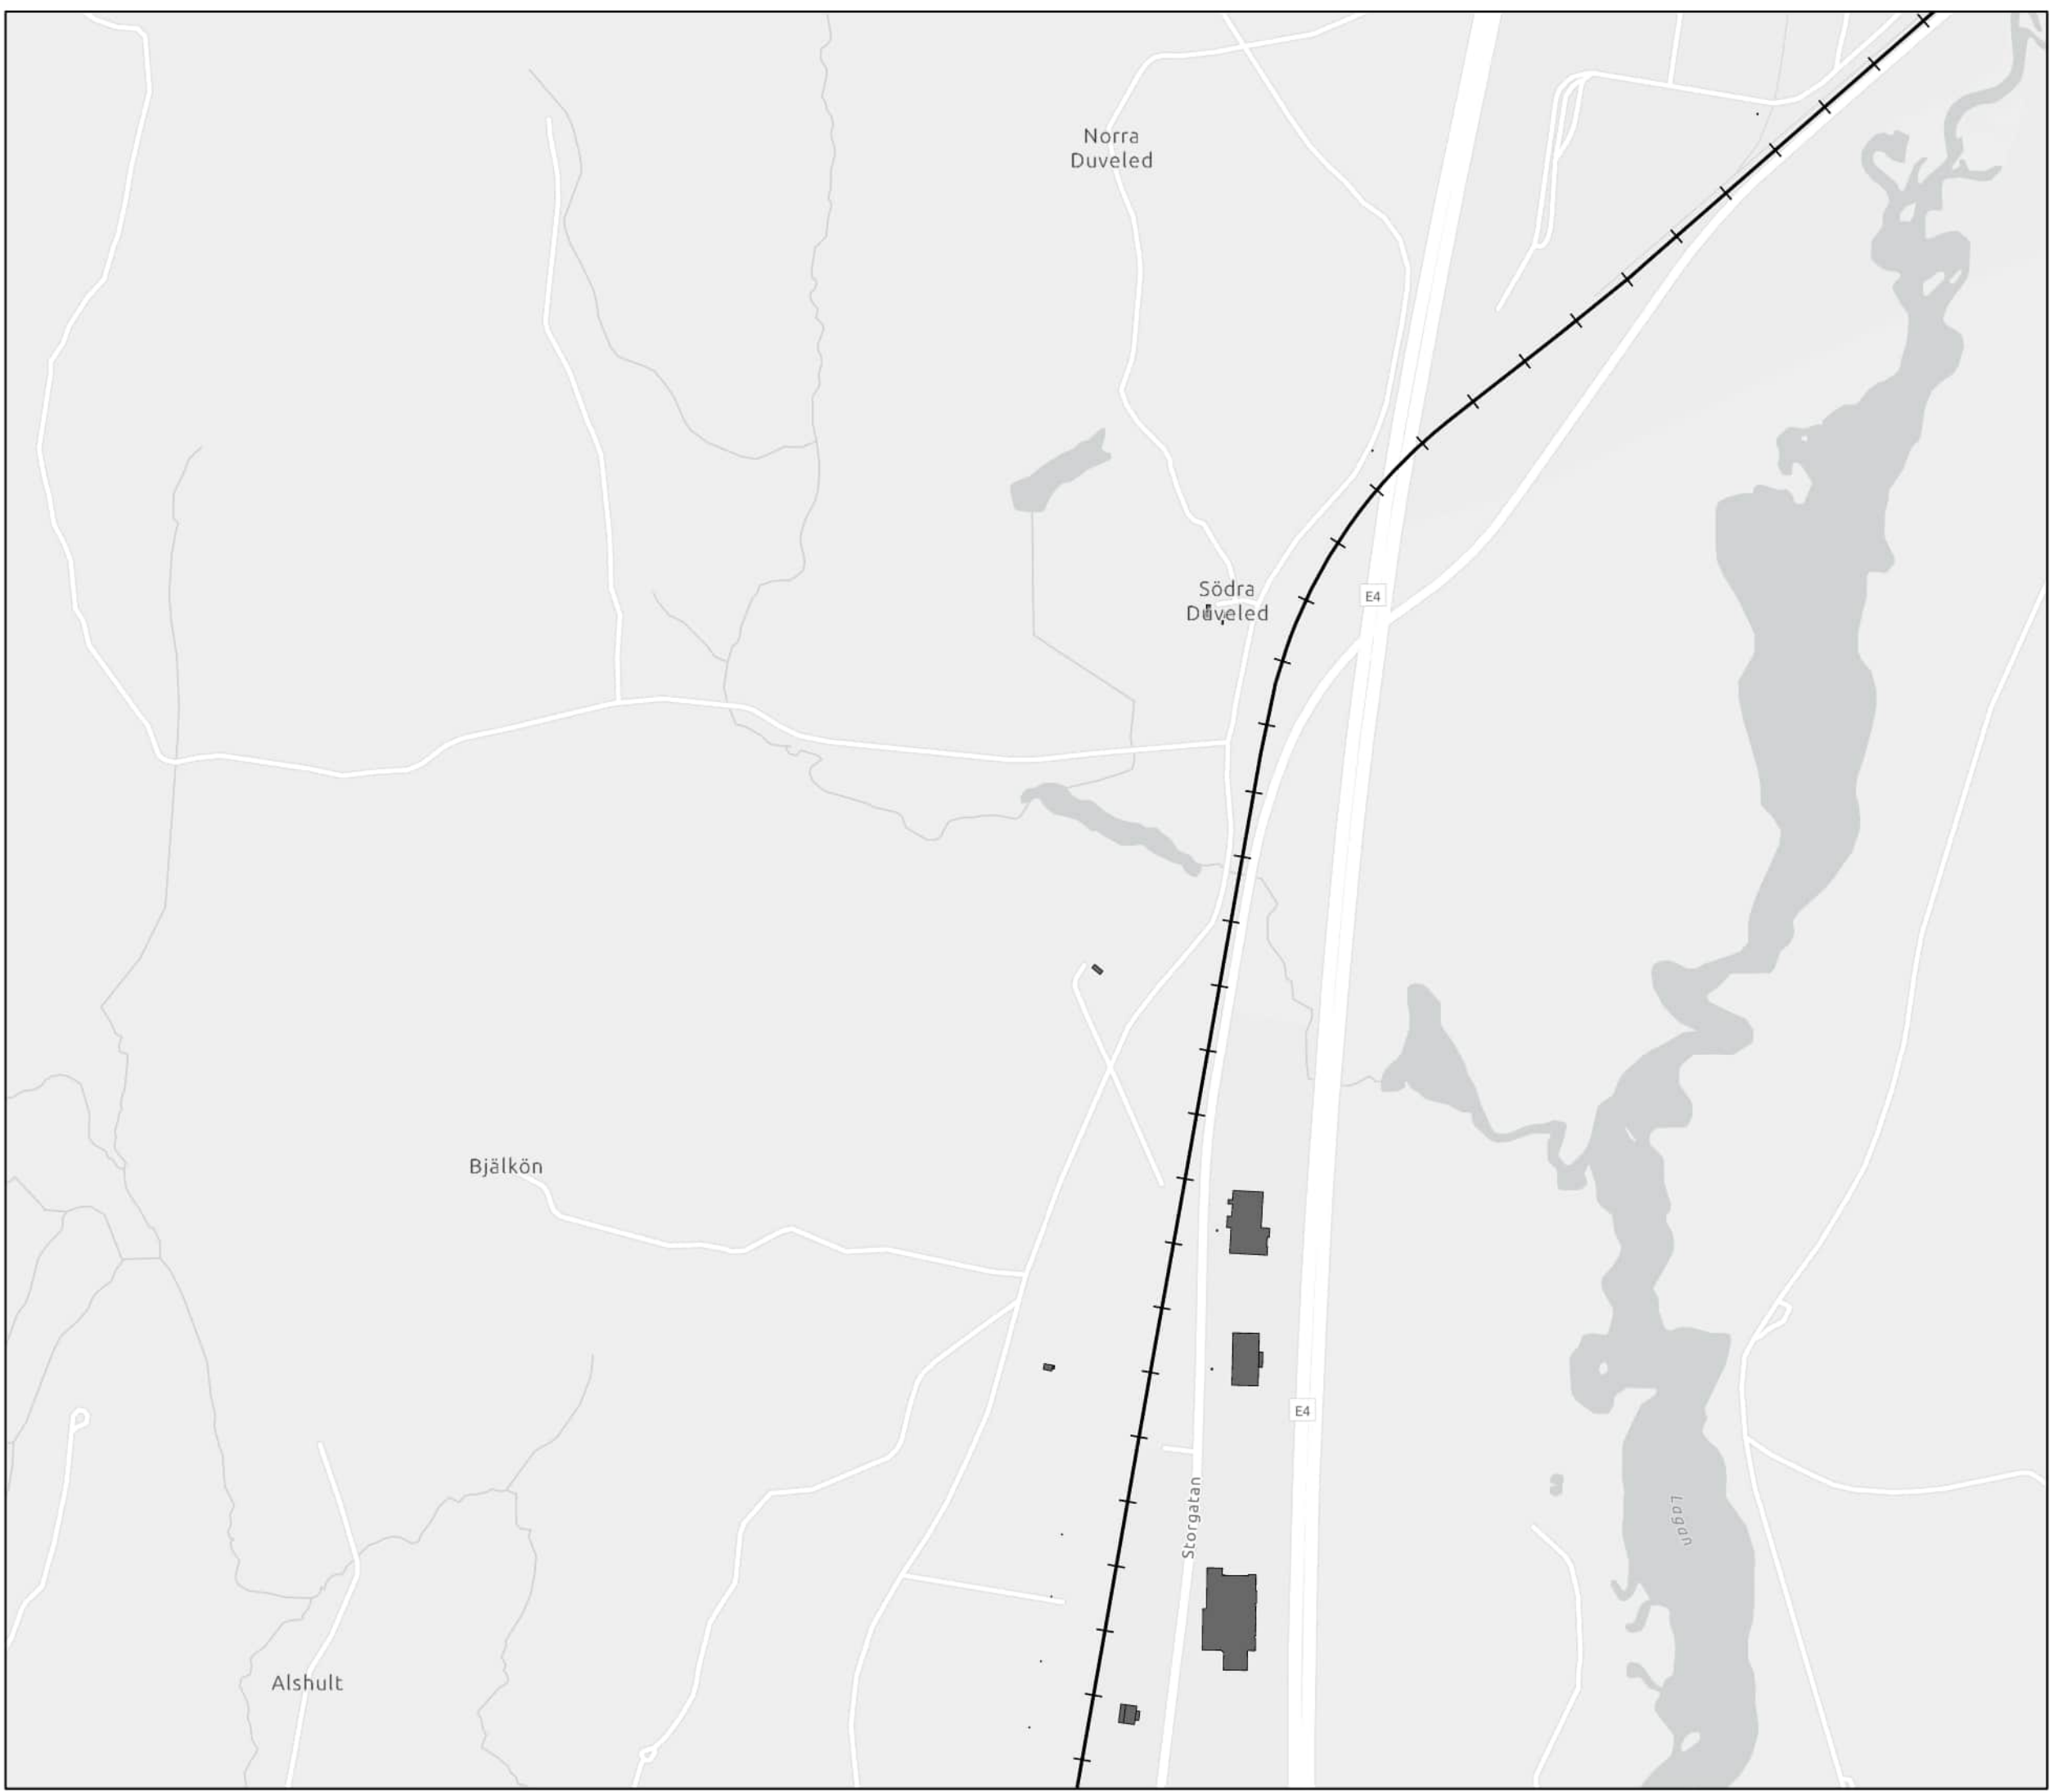 Norra
Duveled
Södra
Duveled
E4
Bjälkön
E4
Storgatan
Lagan
Alshult